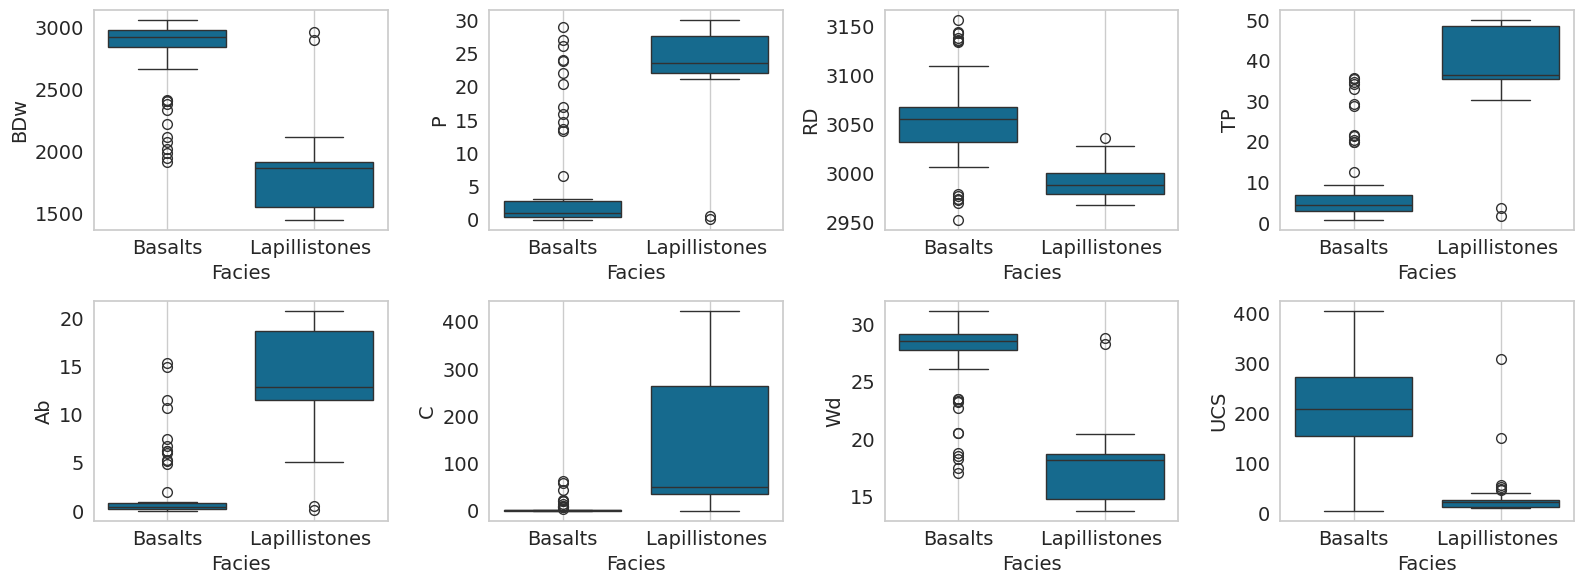 BDw
3000
2500
2000
1500
Basalts
Lapillistones
Facies
P
30
25
20
15
10
5
0
Basalts
Lapillistones
Facies
RD
3150
3100
3050
3000
2950
Basalts
Lapillistones
Facies
TP
50
40
30
20
10
0
Basalts
Lapillistones
Facies
Ab
20
15
10
5
0
Basalts
Lapillistones
Facies
C
400
300
200
100
0
Basalts
Lapillistones
Facies
Wd
30
25
20
15
Basalts
Lapillistones
Facies
UCS
400
300
200
100
0
Basalts
Lapillistones
Facies